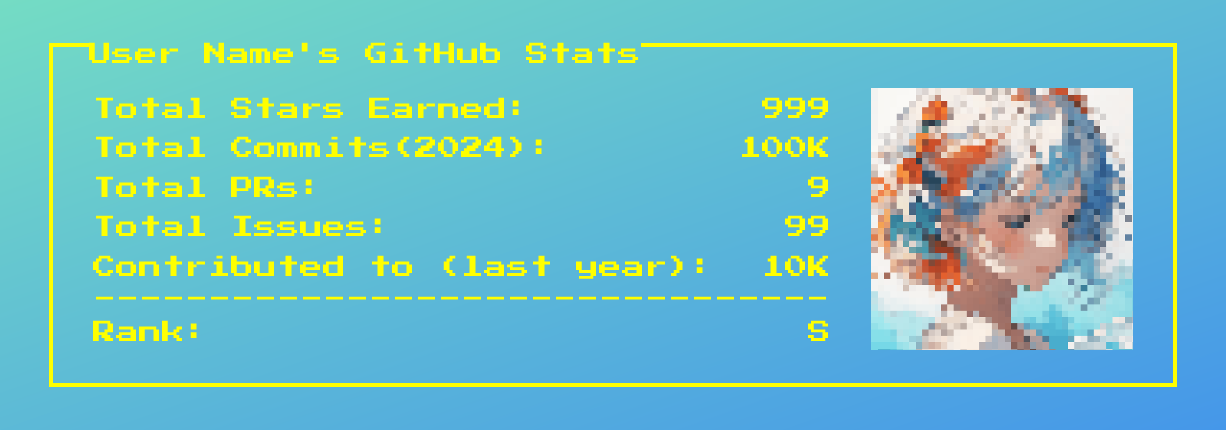 User Name's GitHub Stats
Total Stars Earned: 999
Total Commits(2024): 100K
Total PRs: 9
Total Issues: 99
Contributed to (last year): 10K
--------------------------------
Rank: S